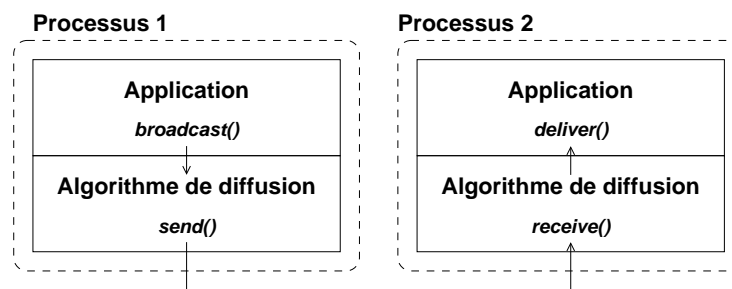 Processus 1
Processus 2
Application
broadcast()
Algorithme de diffusion
send()
Application
deliver()
Algorithme de diffusion
receive()